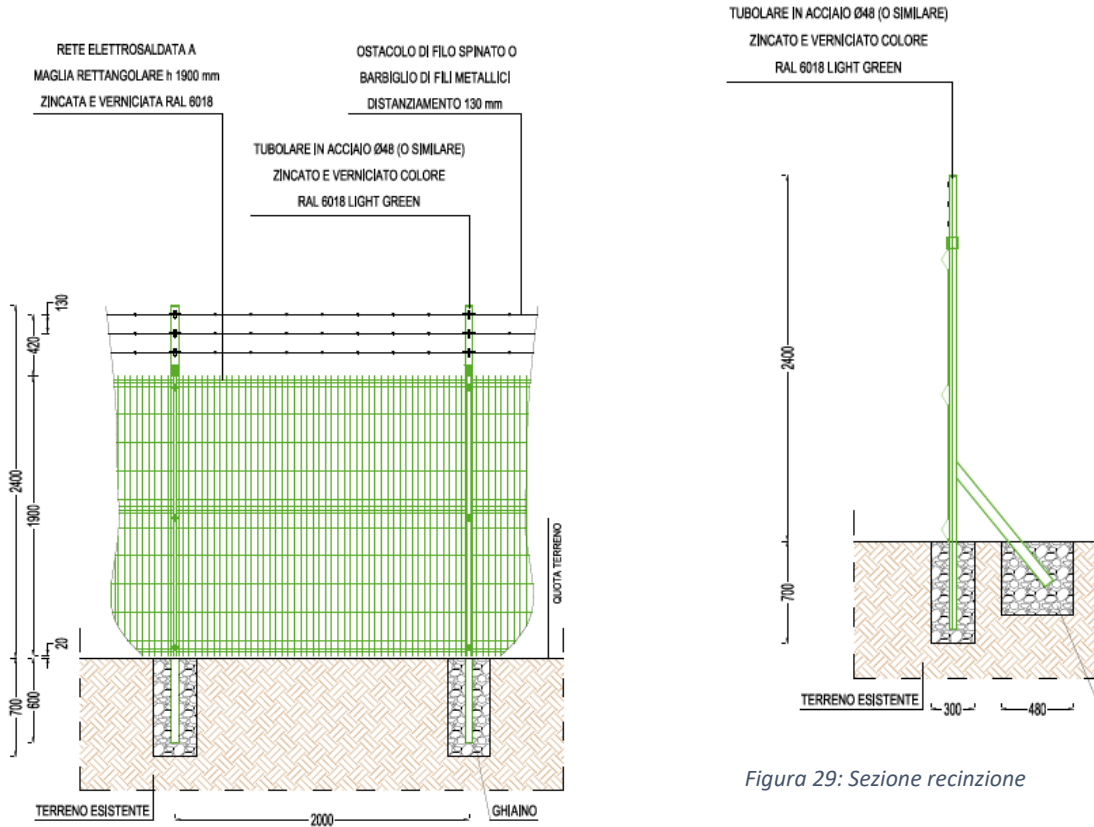 RETE ELETTROSALDATA A
MAGLIA RETTANGOLARE h 1900 mm
ZINCATA E VERNICIATA RAL 6018
OSTACOLO DI FILO SPINATO O
BARBIGLIO DI FILI METALLICI
DISTANZIAMENTO 130 mm
TUBOLARE IN ACCIAIO Ø48 (O SIMILARE)
ZINCATO E VERNICIATO COLORE
RAL 6018 LIGHT GREEN
130
420
2400
1900
20
700
600
QUOTA TERRENO
TERRENO ESISTENTE
2000
GHIAINO
TUBOLARE IN ACCIAIO Ø48 (O SIMILARE)
ZINCATO E VERNICIATO COLORE
RAL 6018 LIGHT GREEN
2400
700
TERRENO ESISTENTE
300
480
Figura 29: Sezione recinzione